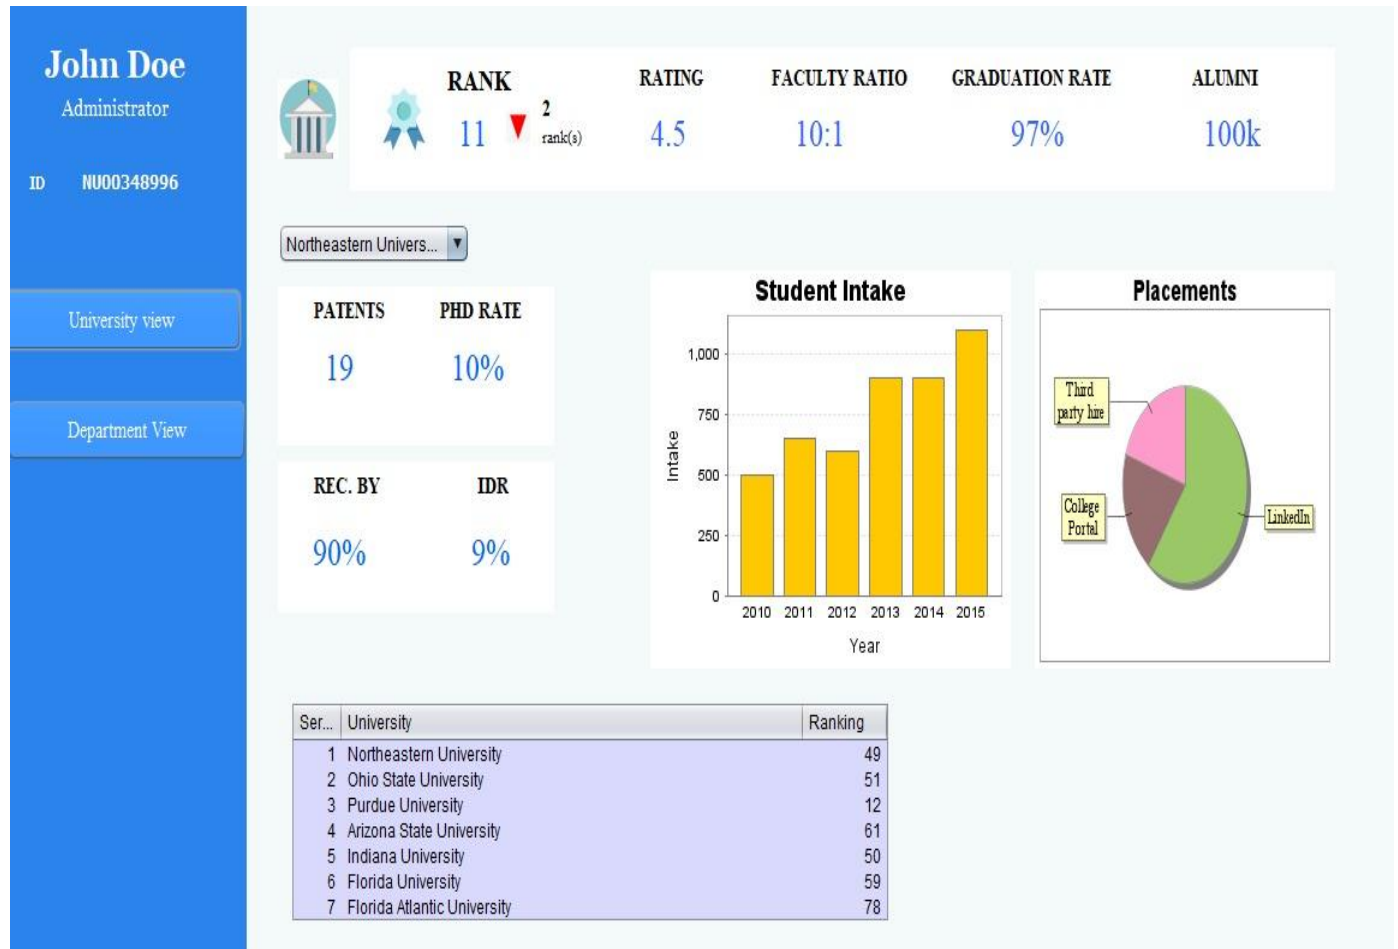 John Doe
Administrator
ID NU00348996
University view
Department View
RANK
11
2
rank(s)
RATING
4.5
FACULTY RATIO
10:1
GRADUATION RATE
97%
ALUMNI
100k
Northeastern Univers...
PATENTS PHD RATE
19 10%
REC. BY IDR
90% 9%
Student Intake
Intake
1,000
750
500
250
0
2010 2011 2012 2013 2014 2015
Year
Placements
Third
party hire
College
Portal
LinkedIn
Ser... University Ranking
1 Northeastern University 49
2 Ohio State University 51
3 Purdue University 12
4 Arizona State University 61
5 Indiana University 50
6 Florida University 59
7 Florida Atlantic University 78